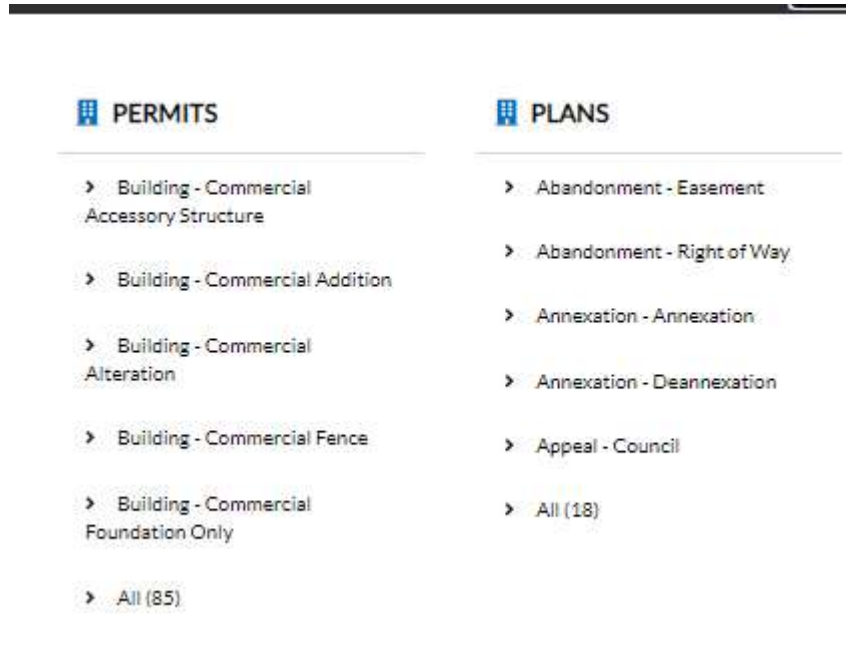 PERMITS
Building - Commercial
Accessory Structure
Building - Commercial Addition
Building - Commercial
Alteration
Building - Commercial Fence
Building - Commercial
Foundation Only
All (85)
PLANS
Abandonment - Easement
Abandonment - Right of Way
Annexation - Annexation
Annexation - Deannexation
Appeal - Council
All (18)